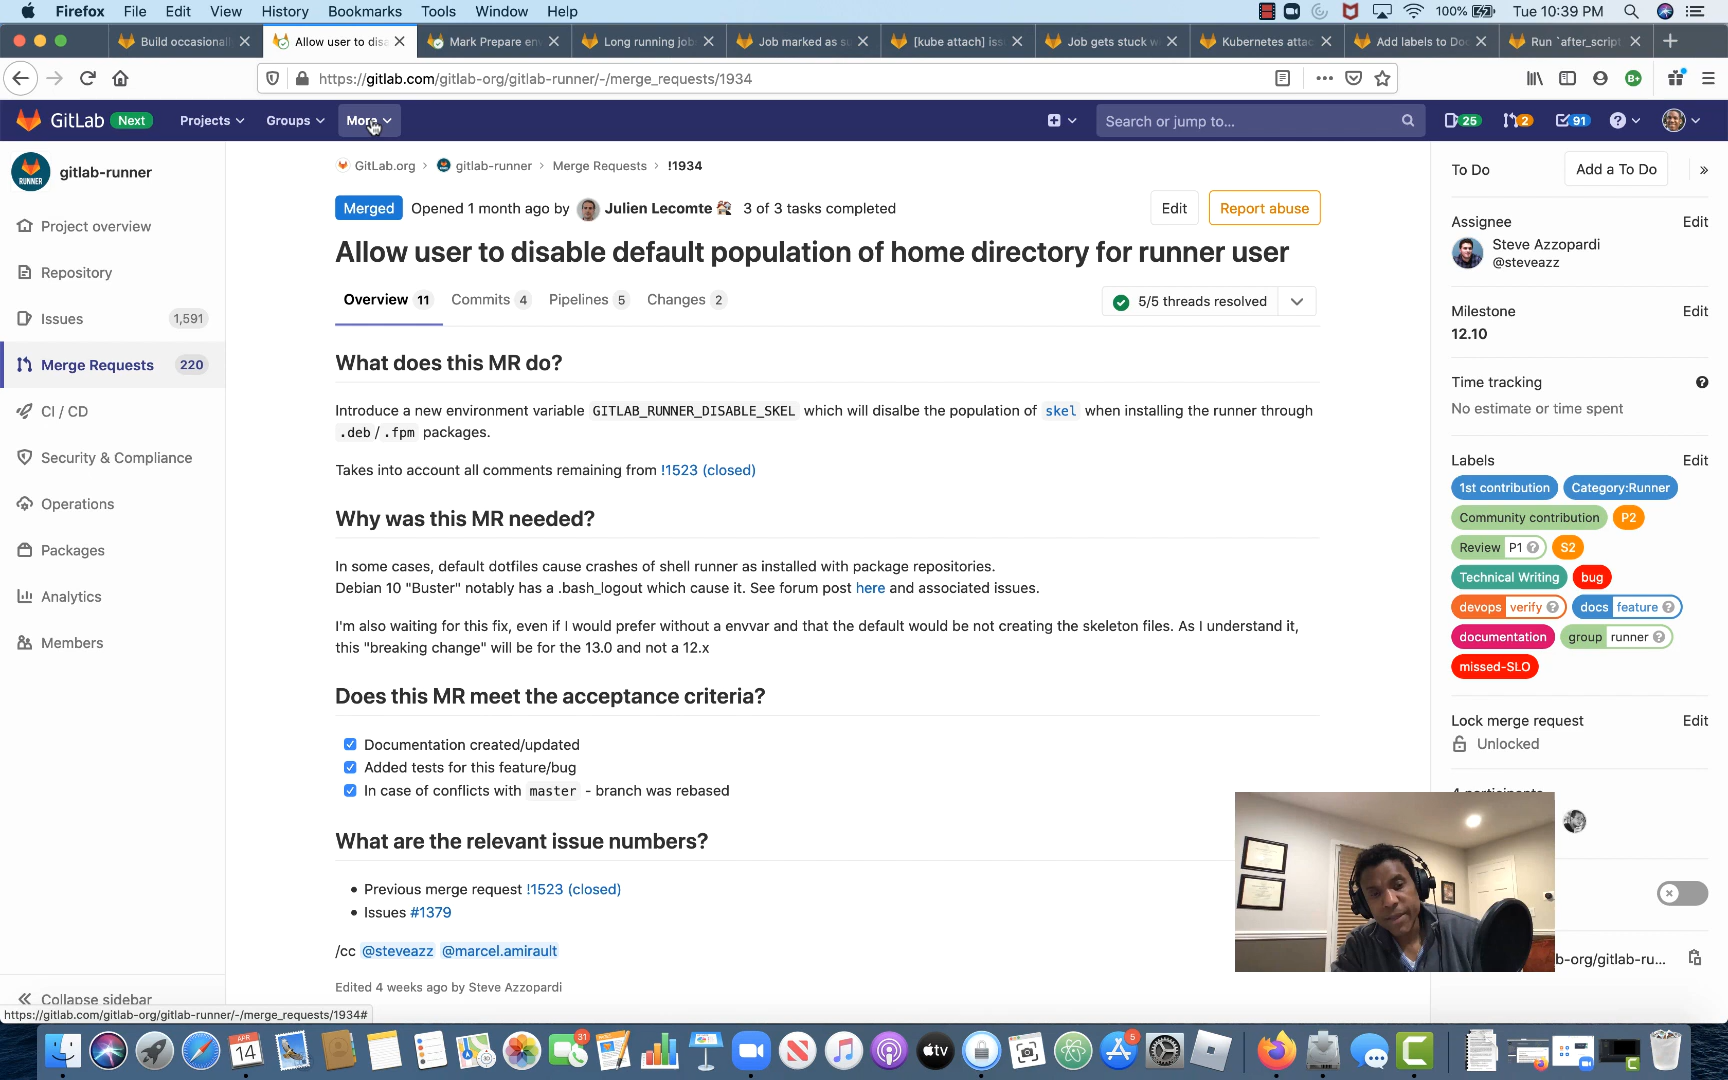 Firefox File Edit View History Bookmarks Tools Window Help 100% Tue 10:39 PM
Build occasionall Allow user to disa Mark Prepare en Long running job Job marked as su [kube attach] iss Job gets stuck w Kubernetes attac Add labels to Do Run `after_script
https://gitlab.com/gitlab-org/gitlab-runner/-/merge_requests/1934
GitLab Next Projects Groups More Search or jump to... 25 2 91
gitlab-runner
Project overview
Repository
Issues 1,591
Merge Requests 220
CI / CD
Security & Compliance
Operations
Packages
Analytics
Members
Collapse sidebar
https://gitlab.com/gitlab-org/gitlab-runner/-/merge_requests/1934#
GitLab.org > gitlab-runner > Merge Requests > !1934
Merged Opened 1 month ago by Julien Lecomte 3 of 3 tasks completed
Edit Report abuse
Allow user to disable default population of home directory for runner user
Overview 11 Commits 4 Pipelines 5 Changes 2 5/5 threads resolved
What does this MR do?
Introduce a new environment variable GITLAB_RUNNER_DISABLE_SKEL which will disalbe the population of skel when installing the runner through
.deb / .fpm packages.
Takes into account all comments remaining from !1523 (closed)
Why was this MR needed?
In some cases, default dotfiles cause crashes of shell runner as installed with package repositories.
Debian 10 "Buster" notably has a .bash_logout which cause it. See forum post here and associated issues.
I'm also waiting for this fix, even if I would prefer without a envvar and that the default would be not creating the skeleton files. As I understand it,
this "breaking change" will be for the 13.0 and not a 12.x
Does this MR meet the acceptance criteria?
Documentation created/updated
Added tests for this feature/bug
In case of conflicts with master - branch was rebased
What are the relevant issue numbers?
Previous merge request !1523 (closed)
Issues #1379
/cc @steveazz @marcel.amirault
Edited 4 weeks ago by Steve Azzopardi
To Do Add a To Do
Assignee Edit
Steve Azzopardi
@steveazz
Milestone Edit
12.10
Time tracking
No estimate or time spent
Labels Edit
1st contribution Category:Runner
Community contribution P2
Review P1 S2
Technical Writing bug
devops verify docs feature
documentation group runner
missed-SLO
Lock merge request Edit
Unlocked
4 participants
b-org/gitlab-ru...
APR
14
31
tv
5